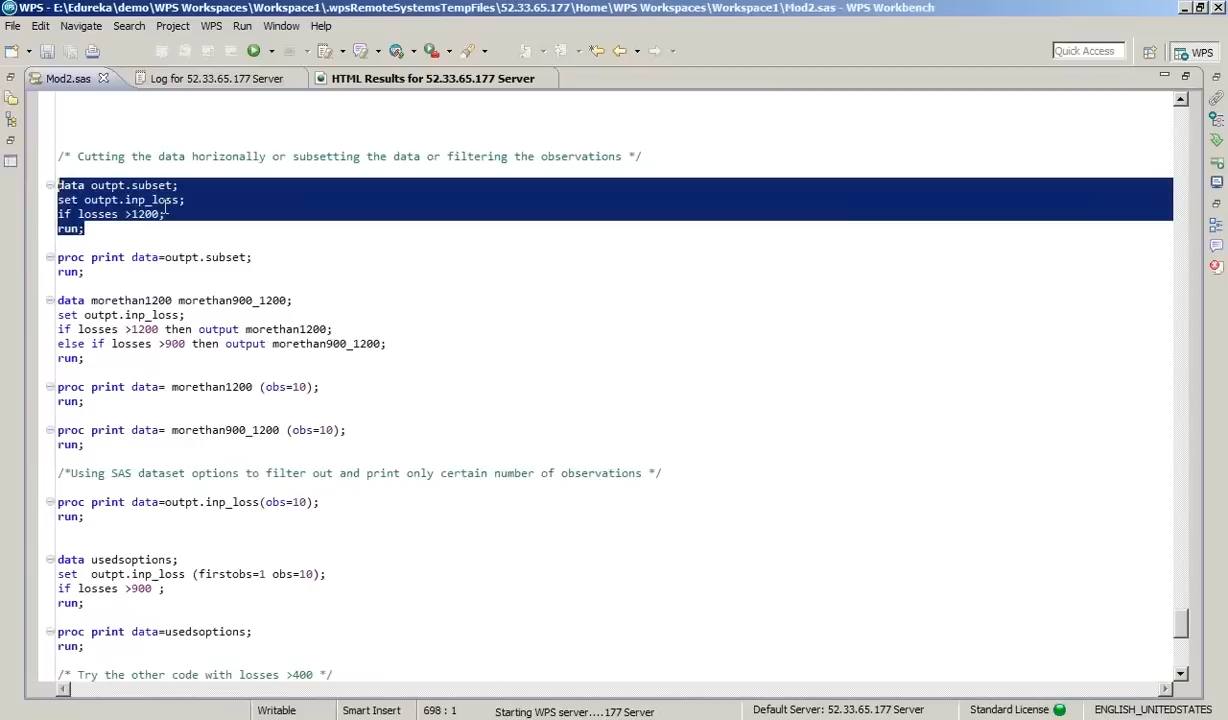 WPS - E:\Edureka\demo\WPS Workspaces\Workspace1\.wpsRemoteSystemsTempFiles\52.33.65.177\Home\WPS Workspaces\Workspace1\Mod2.sas - WPS Workbench
File Edit Navigate Search Project WPS Run Window Help
Quick Access WPS
Mod2.sas Log for 52.33.65.177 Server HTML Results for 52.33.65.177 Server
/* Cutting the data horizonally or subsetting the data or filtering the observations */
data outpt.subset;
set outpt.inp_loss;
if losses >1200;
run;
proc print data=outpt.subset;
run;
data morethan1200 morethan900_1200;
set outpt.inp_loss;
if losses >1200 then output morethan1200;
else if losses >900 then output morethan900_1200;
run;
proc print data= morethan1200 (obs=10);
run;
proc print data= morethan900_1200 (obs=10);
run;
/*Using SAS dataset options to filter out and print only certain number of observations */
proc print data=outpt.inp_loss(obs=10);
run;
data usedsoptions;
set  outpt.inp_loss (firstobs=1 obs=10);
if losses >900 ;
run;
proc print data=usedsoptions;
run;
/* Try the other code with losses >400 */
Writable Smart Insert 698 : 1 Starting WPS server....177 Server Default Server: 52.33.65.177 Server Standard License ENGLISH_UNITEDSTATES